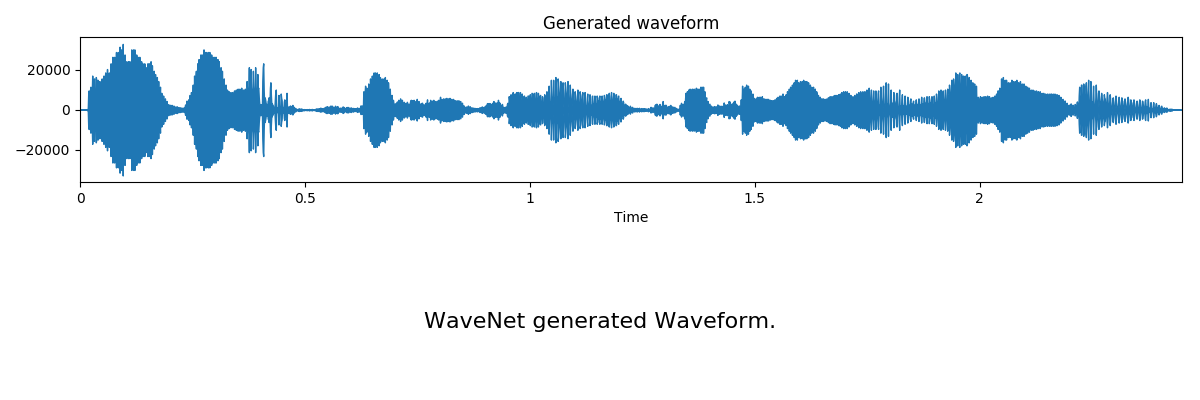 Generated waveform
20000
0
−20000
0 0.5 1 1.5 2
Time
WaveNet generated Waveform.